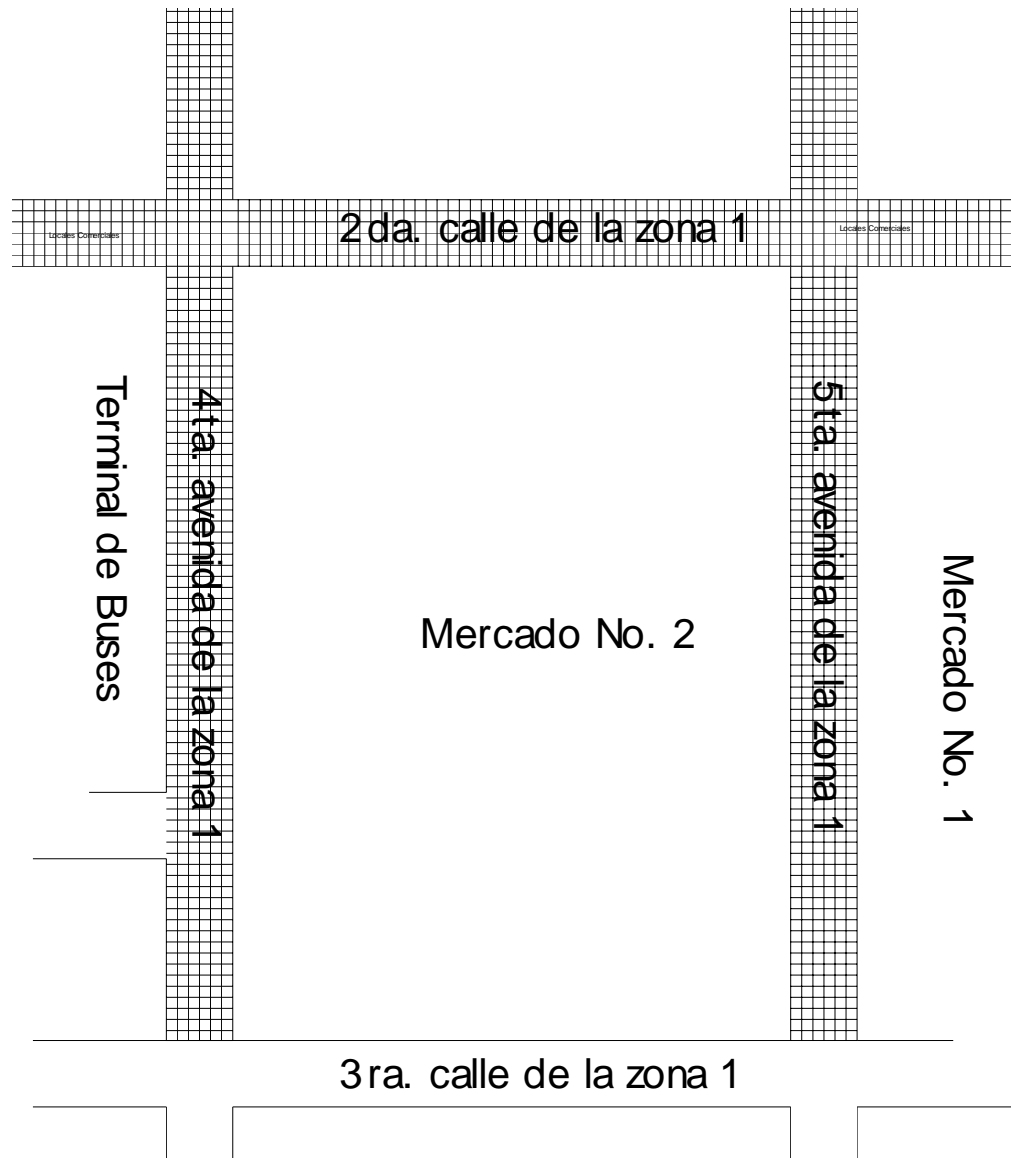 2da. calle de la zona 1
Locales Comerciales
Locales Comerciales
Terminal de Buses
4ta. avenida de la zona 1
Mercado No. 2
5ta. avenida de la zona 1
Mercado No. 1
3ra. calle de la zona 1